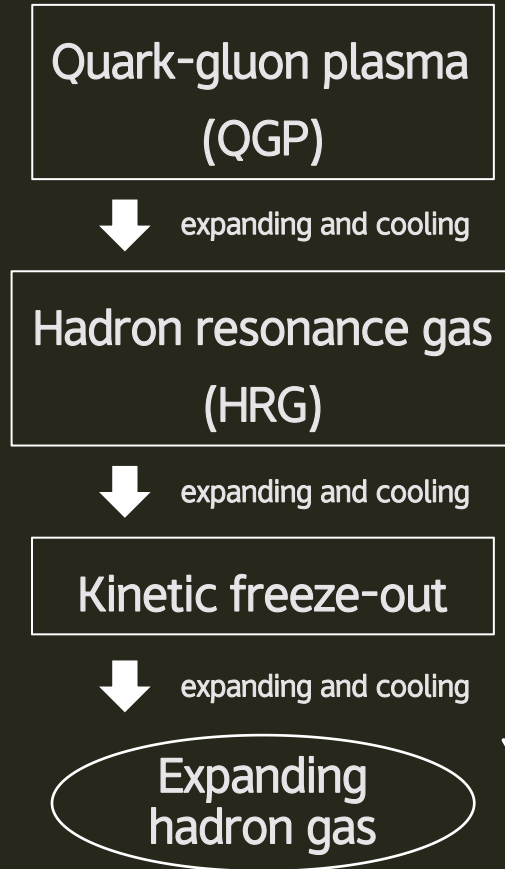 Quark-gluon plasma
(QGP)
expanding and cooling
Hadron resonance gas
(HRG)
expanding and cooling
Kinetic freeze-out
expanding and cooling
Expanding
hadron gas